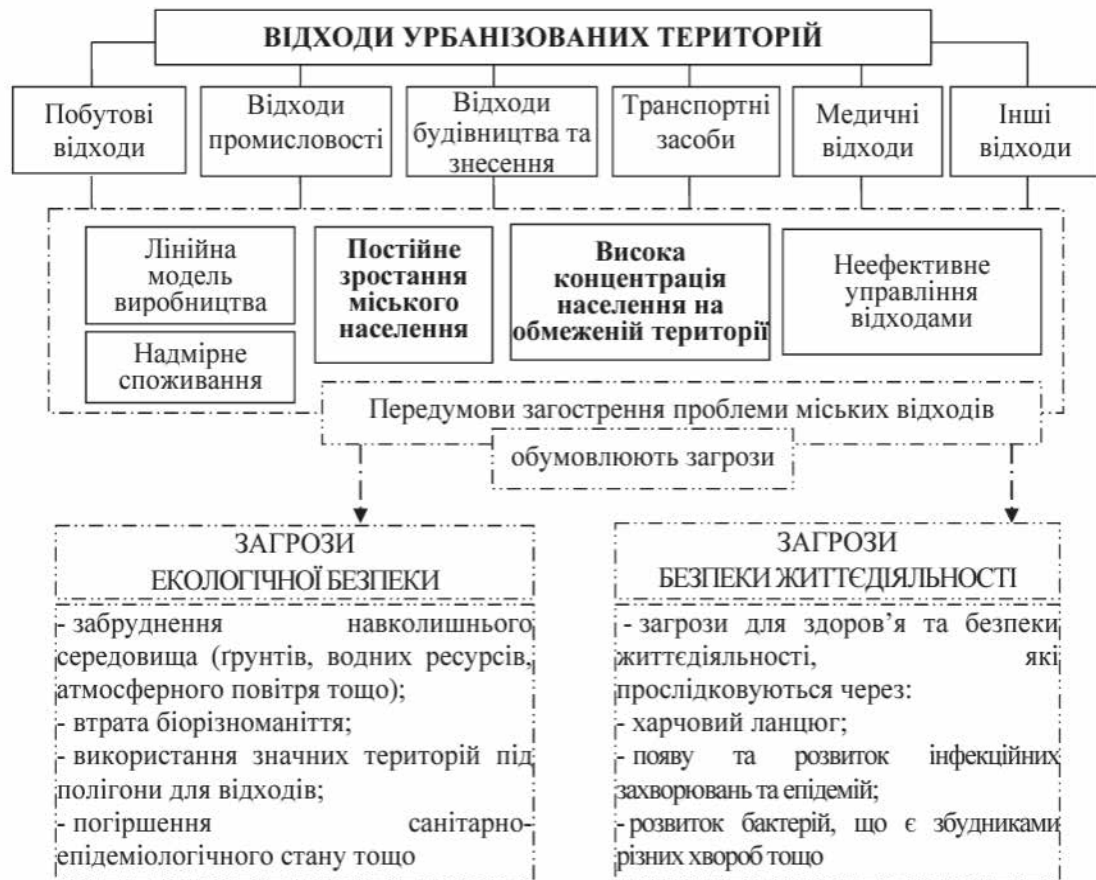 ВІДХОДИ УРБАНІЗОВАНИХ ТЕРИТОРІЙ
Побутові
відходи
Відходи
промисловості
Відходи
будівництва та
знесення
Транспортні
засоби
Медичні
відходи
Інші
відходи
Лінійна
модель
виробництва
Надмірне
споживання
Постійне
зростання
міського
населення
Висока
концентрація
населення на
обмеженій території
Неефективне
управління
відходами
Передумови загострення проблеми міських відходів
обумовлюють загрози
ЗАГРОЗИ
ЕКОЛОГІЧНОЇ БЕЗПЕКИ
- забруднення навколишнього
середовища (ґрунтів, водних ресурсів,
атмосферного повітря тощо);
- втрата біорізноманіття;
- використання значних територій під
полігони для відходів;
- погіршення санітарно-
епідеміологічного стану тощо
ЗАГРОЗИ
БЕЗПЕКИ ЖИТТЄДІЯЛЬНОСТІ
- загрози для здоров’я та безпеки
життєдіяльності, які
прослідковуються через:
- харчовий ланцюг;
- появу та розвиток інфекційних
захворювань та епідемій;
- розвиток бактерій, що є збудниками
різних хвороб тощо